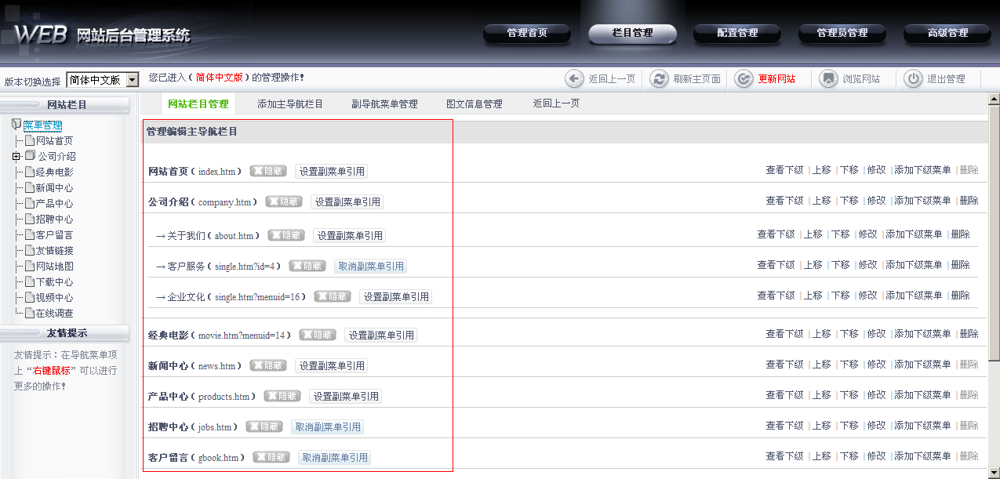 WEB 网站后台管理系统
管理首页 栏目管理 配置管理 管理员管理 高级管理
版本切换选择 简体中文版 您已进入(简体中文版)的管理操作! 返回上一页 刷新主页面 更新网站 浏览网站 退出管理
网站栏目
菜单管理
网站首页
公司介绍
经典电影
新闻中心
产品中心
招聘中心
客户留言
友情链接
网站地图
下载中心
视频中心
在线调查
友情提示
友情提示:在导航菜单项
上“右键鼠标”可以进行
更多的操作!
网站栏目管理 添加主导航栏目 副导航菜单管理 图文信息管理 返回上一页
管理编辑主导航栏目
网站首页(index.htm) 隐藏 设置副菜单引用 查看下级 |上移 |下移 |修改 |添加下级菜单 |删除
公司介绍(company.htm) 隐藏 设置副菜单引用 查看下级 |上移 |下移 |修改 |添加下级菜单 |删除
→关于我们(about.htm) 隐藏 设置副菜单引用 查看下级 |上移 |下移 |修改 |添加下级菜单 |删除
→客户服务(single.htm?id=4) 隐藏 取消副菜单引用 查看下级 |上移 |下移 |修改 |添加下级菜单 |删除
→企业文化(single.htm?menuid=16) 隐藏 设置副菜单引用 查看下级 |上移 |下移 |修改 |添加下级菜单 |删除
经典电影(movie.htm?menuid=14) 隐藏 设置副菜单引用 查看下级 |上移 |下移 |修改 |添加下级菜单 |删除
新闻中心(news.htm) 隐藏 设置副菜单引用 查看下级 |上移 |下移 |修改 |添加下级菜单 |删除
产品中心(products.htm) 隐藏 设置副菜单引用 查看下级 |上移 |下移 |修改 |添加下级菜单 |删除
招聘中心(jobs.htm) 隐藏 取消副菜单引用 查看下级 |上移 |下移 |修改 |添加下级菜单 |删除
客户留言(gbook.htm) 隐藏 取消副菜单引用 查看下级 |上移 |下移 |修改 |添加下级菜单 |删除